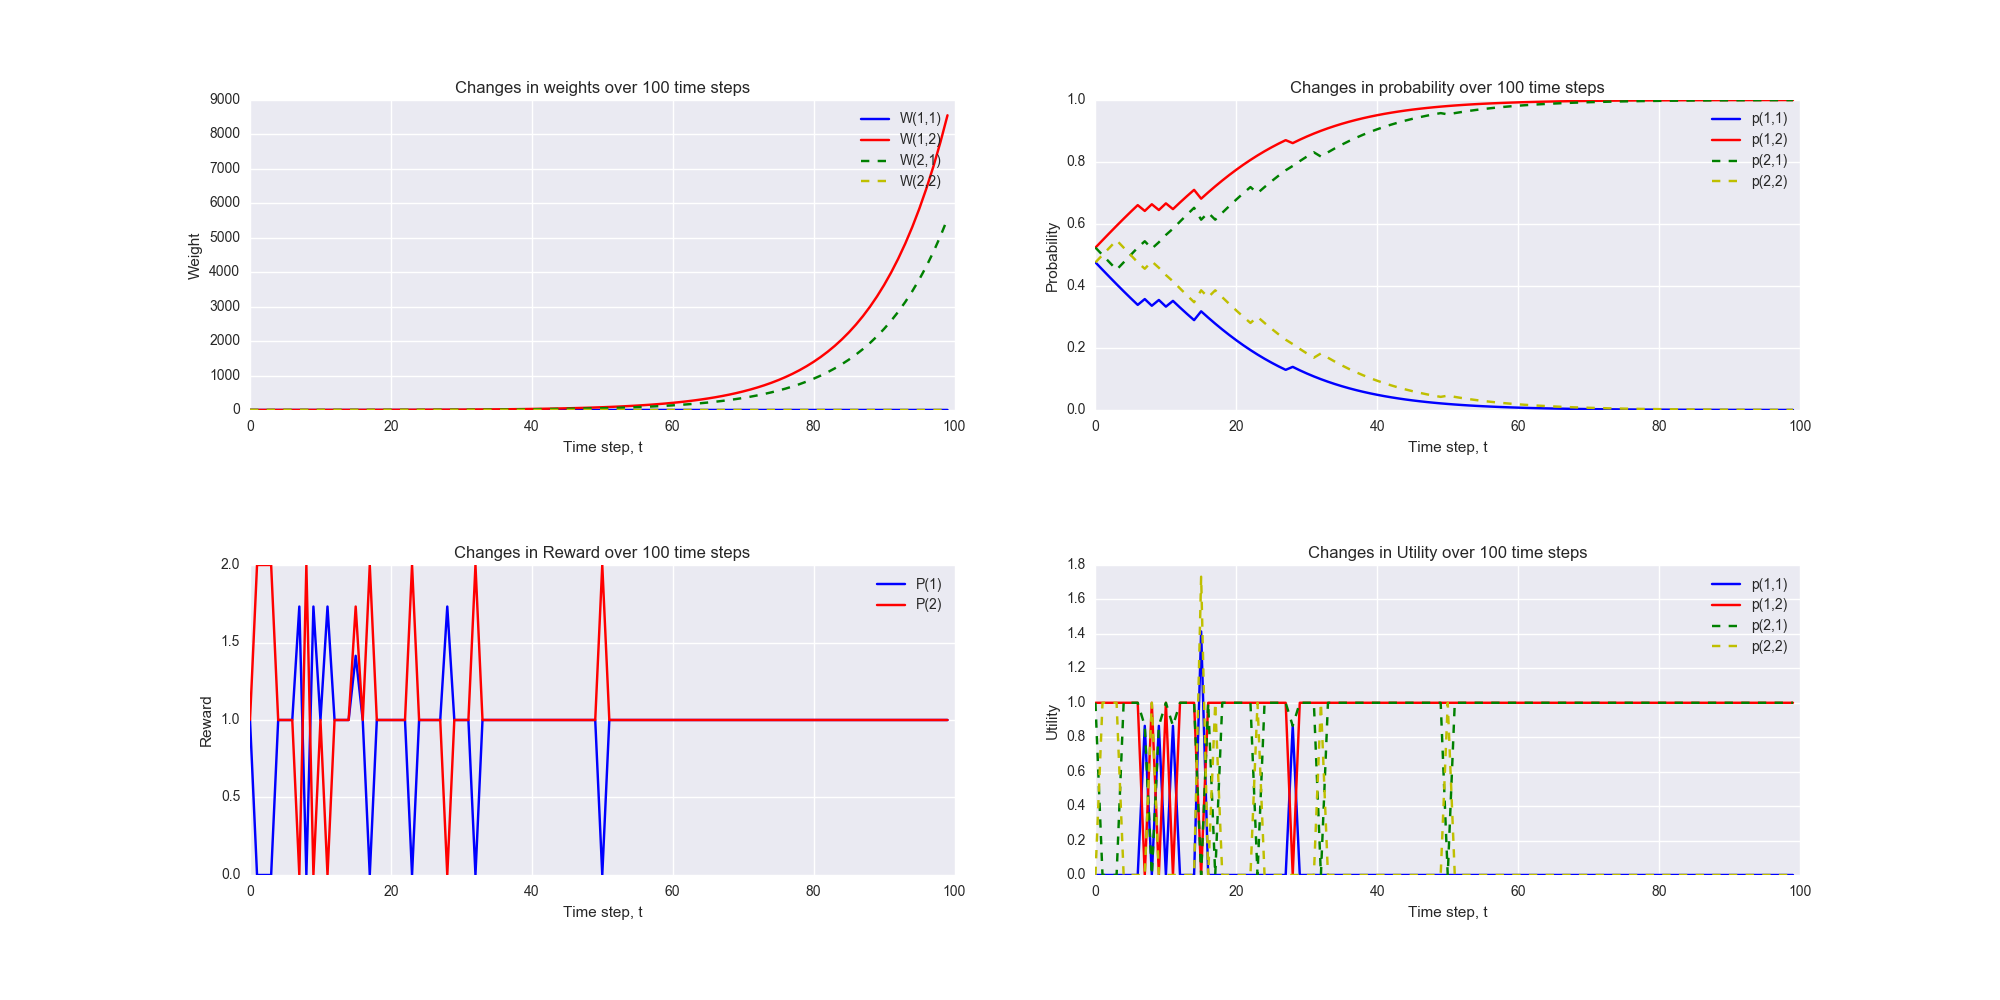 Changes in weights over 100 time steps
9000
8000
7000
6000
5000
4000
3000
2000
1000
0
Weight
W(1,1)
W(1,2)
W(2,1)
W(2,2)
0 20 40 60 80 100
Time step, t
Changes in probability over 100 time steps
1.0
0.8
0.6
0.4
0.2
0.0
Probability
p(1,1)
p(1,2)
p(2,1)
p(2,2)
0 20 40 60 80 100
Time step, t
Changes in Reward over 100 time steps
2.0
1.5
1.0
0.5
0.0
Reward
P(1)
P(2)
0 20 40 60 80 100
Time step, t
Changes in Utility over 100 time steps
1.8
1.6
1.4
1.2
1.0
0.8
0.6
0.4
0.2
0.0
Utility
p(1,1)
p(1,2)
p(2,1)
p(2,2)
0 20 40 60 80 100
Time step, t